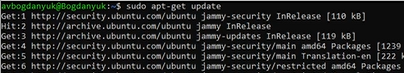 avbogdanyuk@Bogdanyuk:~$ sudo apt-get update
Get:1 http://security.ubuntu.com/ubuntu jammy-security InRelease [110 kB]
Hit:2 http://archive.ubuntu.com/ubuntu jammy InRelease
Get:3 http://archive.ubuntu.com/ubuntu jammy-updates InRelease [119 kB]
Get:4 http://security.ubuntu.com/ubuntu jammy-security/main amd64 Packages [1239
Get:5 http://security.ubuntu.com/ubuntu jammy-security/main Translation-en [222 k
Get:6 http://security.ubuntu.com/ubuntu jammy-security/restricted amd64 Packages